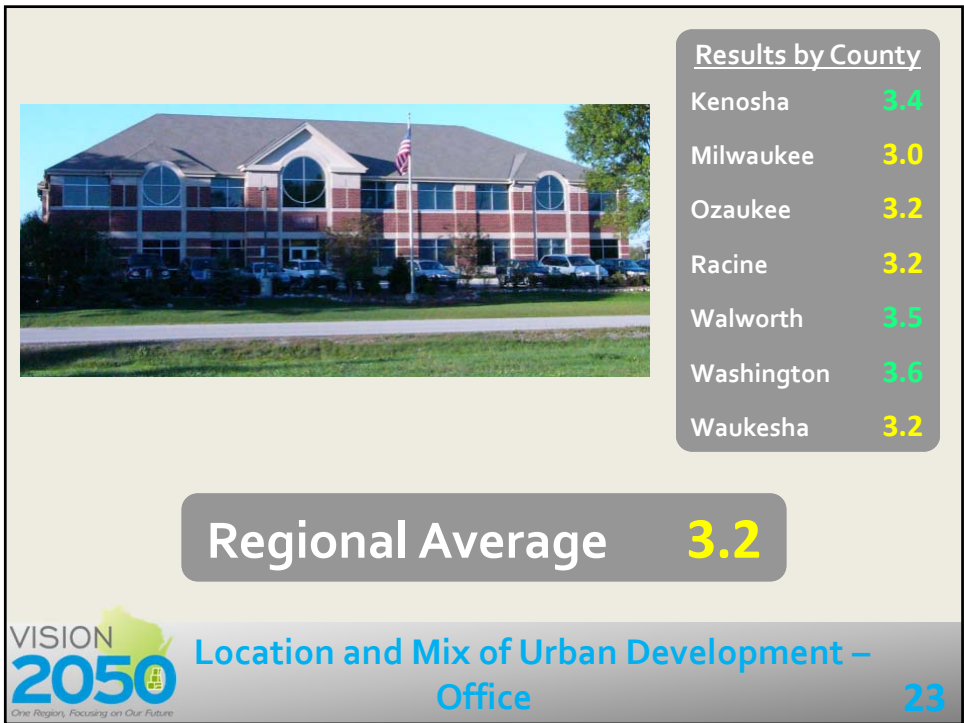 Results by County
Kenosha 3.4
Milwaukee 3.0
Ozaukee 3.2
Racine 3.2
Walworth 3.5
Washington 3.6
Waukesha 3.2
Regional Average 3.2
VISION
2050
One Region, Focusing on Our Future
Location and Mix of Urban Development –
Office
23